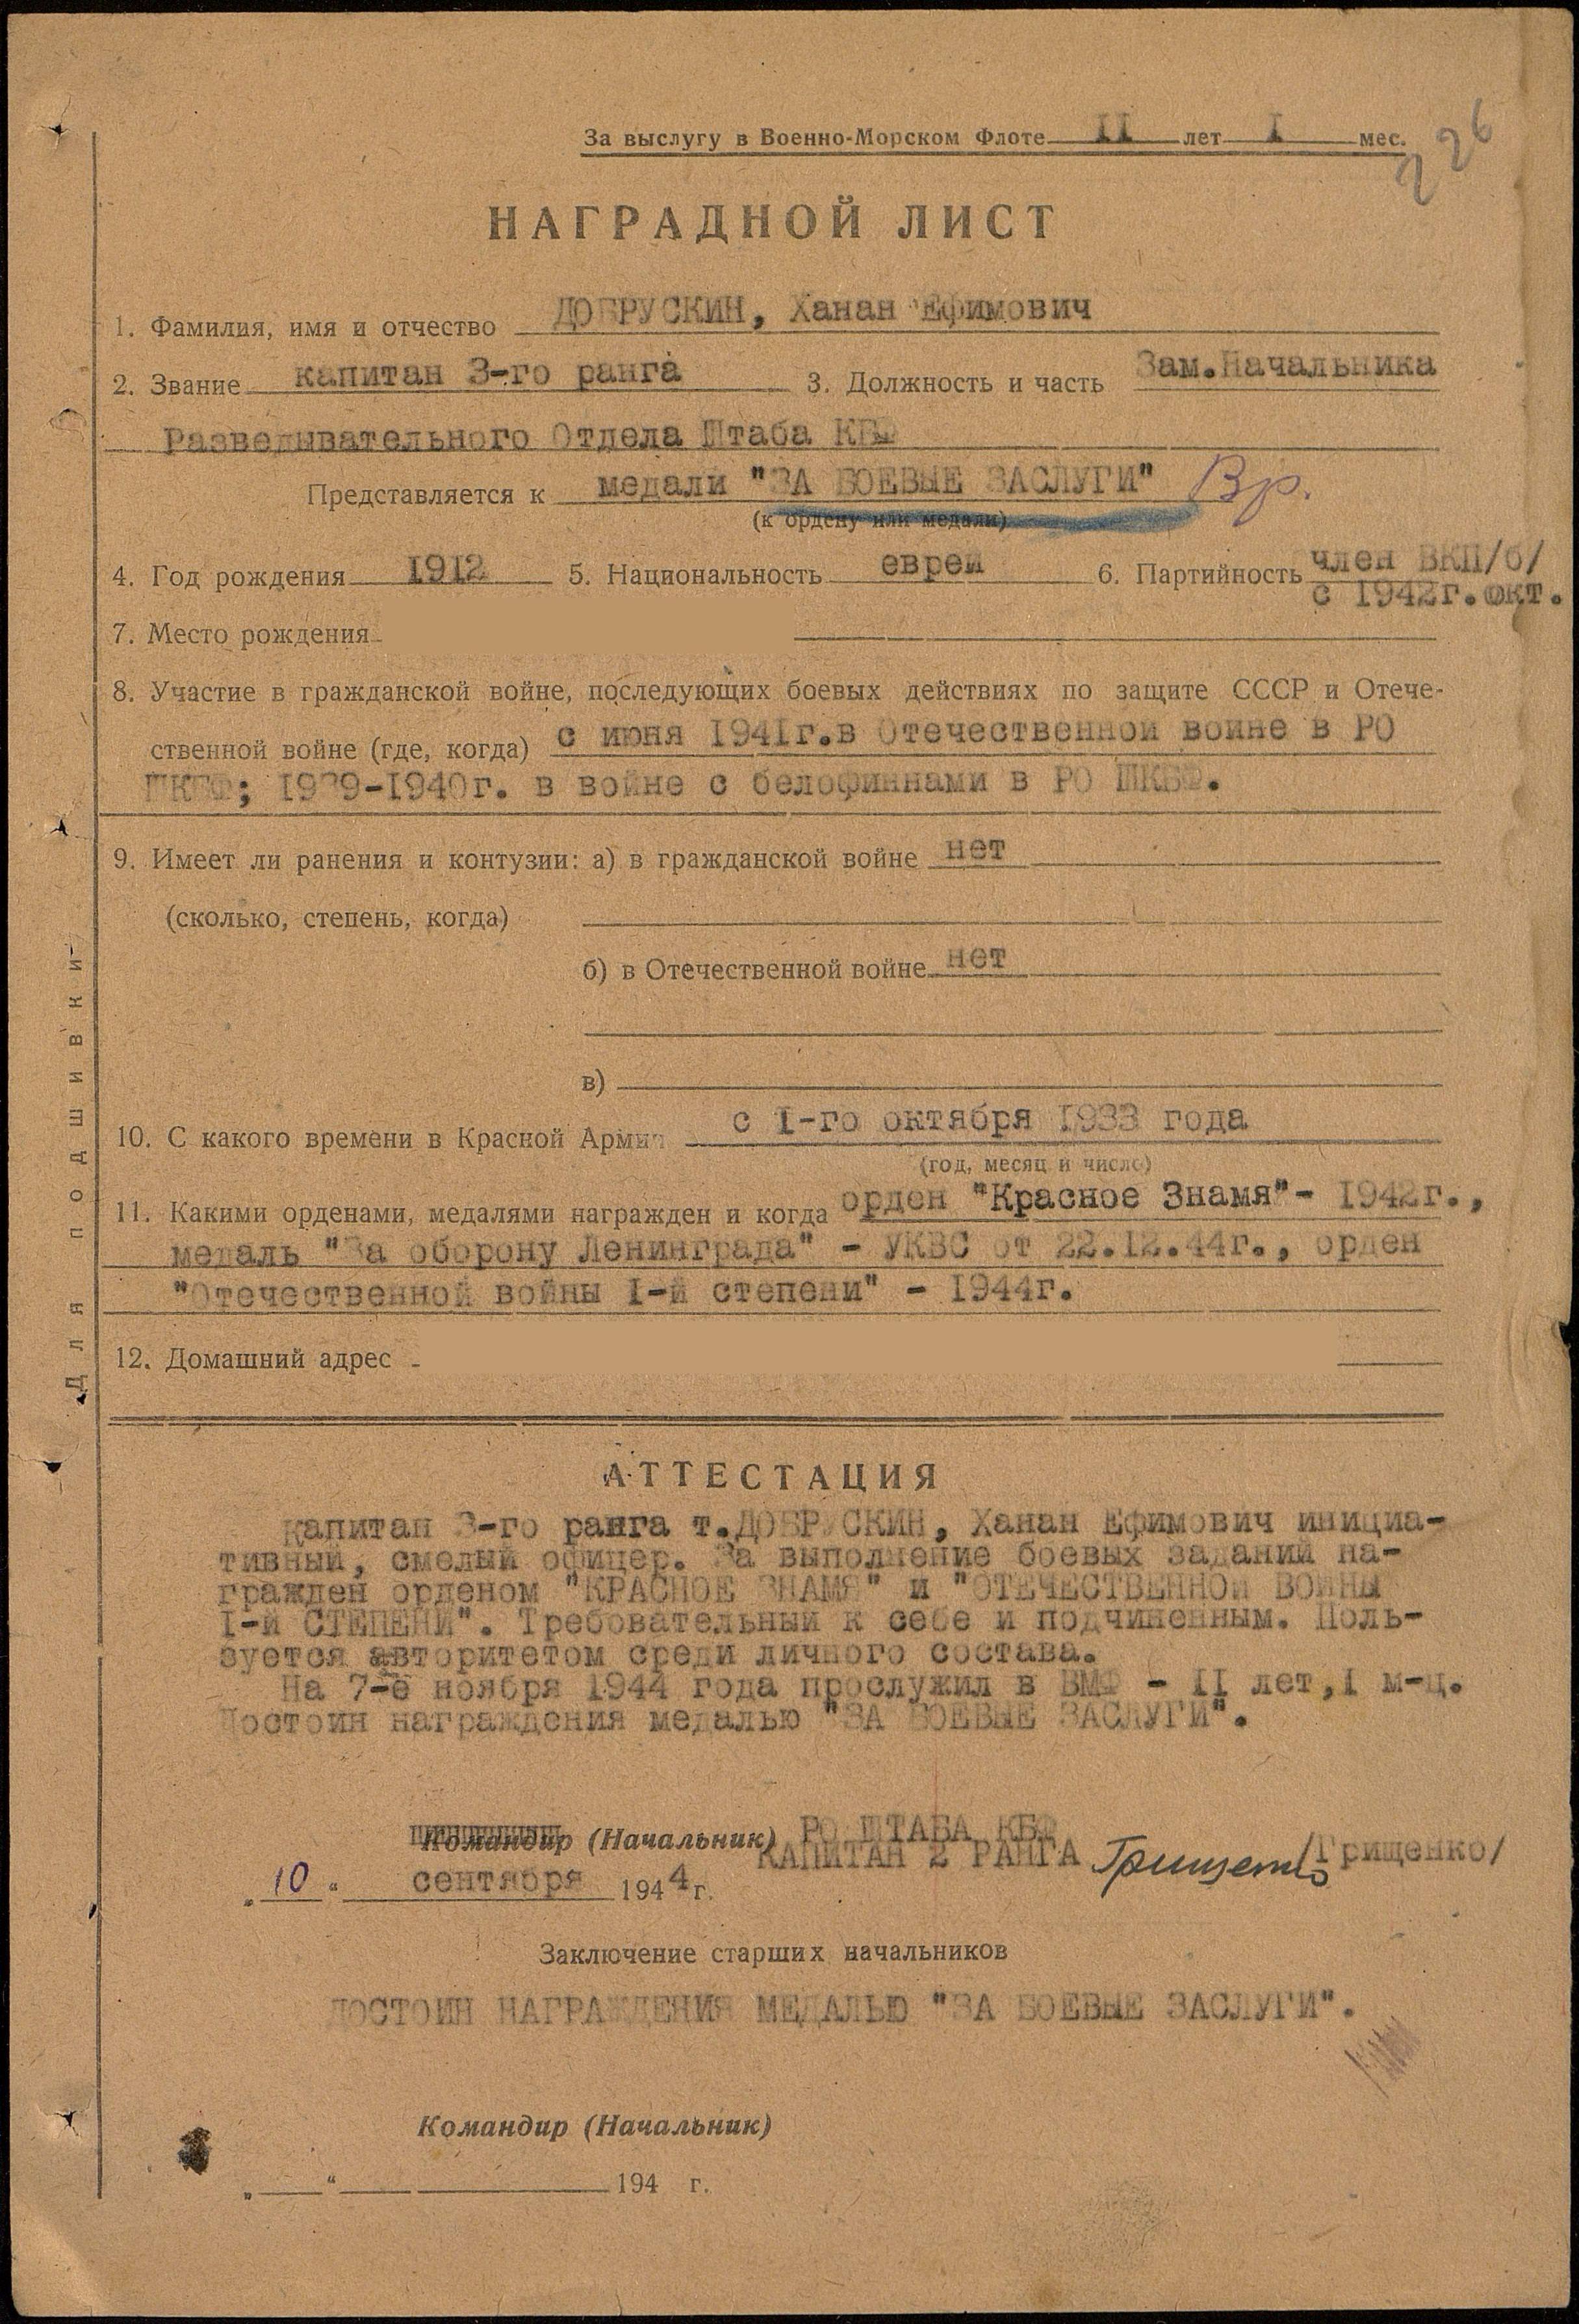 226
За выслугу в Военно-Морском Флоте II лет I мес.
НАГРАДНОЙ ЛИСТ
1. Фамилия, имя и отчество ДОБРУСКИН, Ханан Ефимович
2. Звание капитан 3-го ранга 3. Должность и часть Зам.Начальника
Разведывательного Отдела Штаба КБФ
Представляется к медали "ЗА БОЕВЫЕ ЗАСЛУГИ" Вр.
(к ордену или медали)
4. Год рождения 1912 5. Национальность еврей 6. Партийность член ВКП/б/
с 1942г.окт.
7. Место рождения
8. Участие в гражданской войне, последующих боевых действиях по защите СССР и Отече-
ственной войне (где, когда) с июня 1941г.в Отечественной войне в РО
ШКБФ; 1939-1940г. в войне с белофиннами в РО ШКБФ.
9. Имеет ли ранения и контузии: а) в гражданской войне нет
(сколько, степень, когда)
б) в Отечественной войне нет
в)
10. С какого времени в Красной Армии с I-го октября 1933 года
(год, месяц и число)
11. Какими орденами, медалями награжден и когда орден "Красное Знамя"- 1942г.,
медаль "За оборону Ленинграда" - УКВС от 22.12.44г., орден
"Отечественной войны I-й степени" - 1944г.
12. Домашний адрес
Для подшивки
АТТЕСТАЦИЯ
капитан 3-го ранга т.ДОБРУСКИН, Ханан Ефимович инициа-
тивный, смелый офицер. За выполнение боевых заданий на-
гражден орденом "КРАСНОЕ ЗНАМЯ" и "ОТЕЧЕСТВЕННОЙ ВОЙНЫ
I-й СТЕПЕНИ". Требовательный к себе и подчиненным. Поль-
зуется авторитетом среди личного состава.
На 7-е ноября 1944 года прослужил в ВМФ - II лет,I м-ц.
Достоин награждения медалью "ЗА БОЕВЫЕ ЗАСЛУГИ".
Командир (Начальник) РО ШТАБА КБФ
КАПИТАН 2 РАНГА Грищенко /Грищенко/
„10“ сентября 1944г.
Заключение старших начальников
ДОСТОИН НАГРАЖДЕНИЯ МЕДАЛЬЮ "ЗА БОЕВЫЕ ЗАСЛУГИ".
Командир (Начальник)
„ “ 194 г.